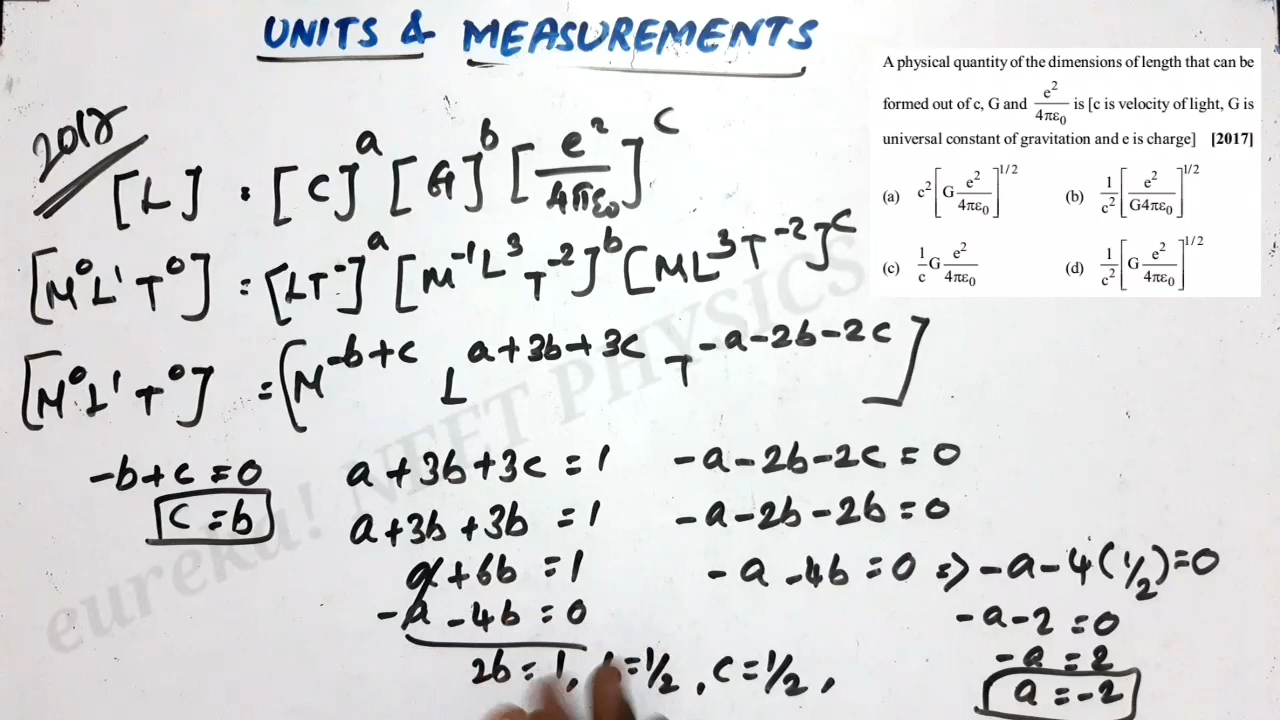 UNITS & MEASUREMENTS
A physical quantity of the dimensions of length that can be
formed out of c, G and e²/4πε₀ is [c is velocity of light, G is
universal constant of gravitation and e is charge] [2017]
(a) c²[G e²/4πε₀]^1/2 (b) 1/c² [e²/G4πε₀]^1/2
(c) 1/c G e²/4πε₀ (d) 1/c² [G e²/4πε₀]^1/2
[L] = [C]^a [G]^b [e²/4πε₀]^c
[M⁰L¹T⁰] = [LT⁻]^a [M⁻¹L³T⁻²]^b [ML³T⁻²]^c
[M⁰L¹T⁰] = [M^-b+c L^a+3b+3c T^-a-2b-2c]
-b+c=0 a+3b+3c=1 -a-2b-2c=0
c=b a+3b+3b=1 -a-2b-2b=0
a+6b=1 -a-4b=0 => -a-4(1/2)=0
-a-4b=0 -a-2=0
2b=1, =1/2, c=1/2, -a=2
a=-2
eureka! NEET PHYSICS